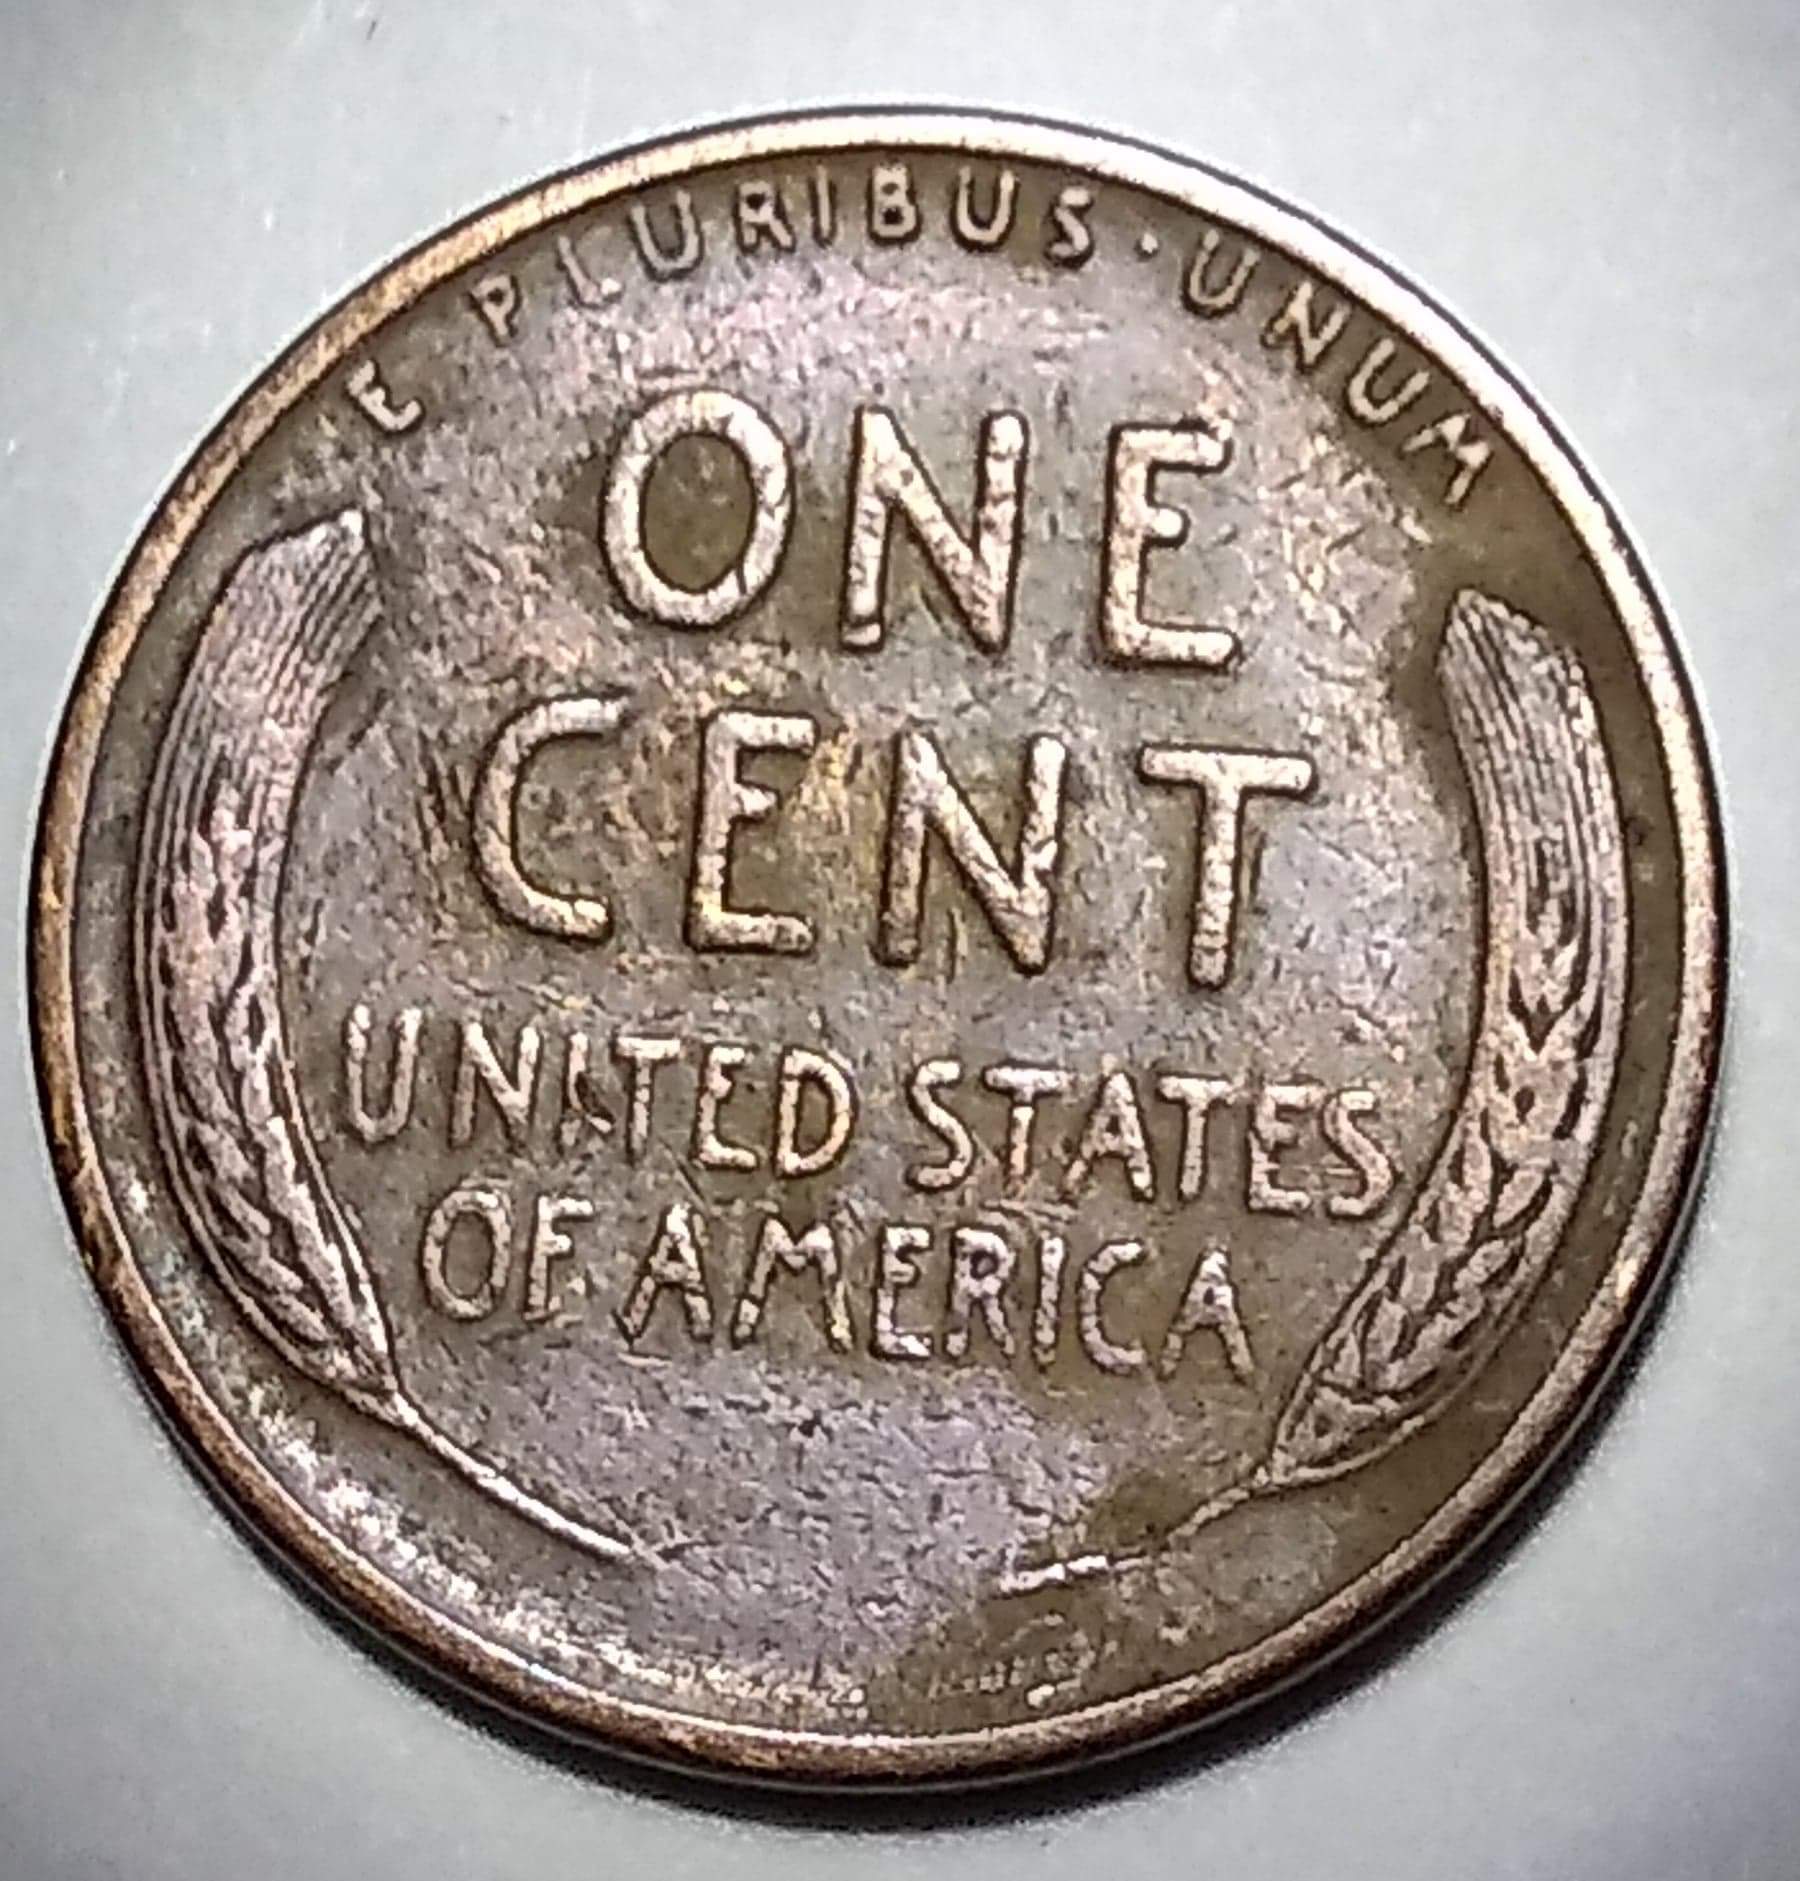 E PLURIBUS · UNUM
ONE
CENT
UNITED STATES
OF AMERICA